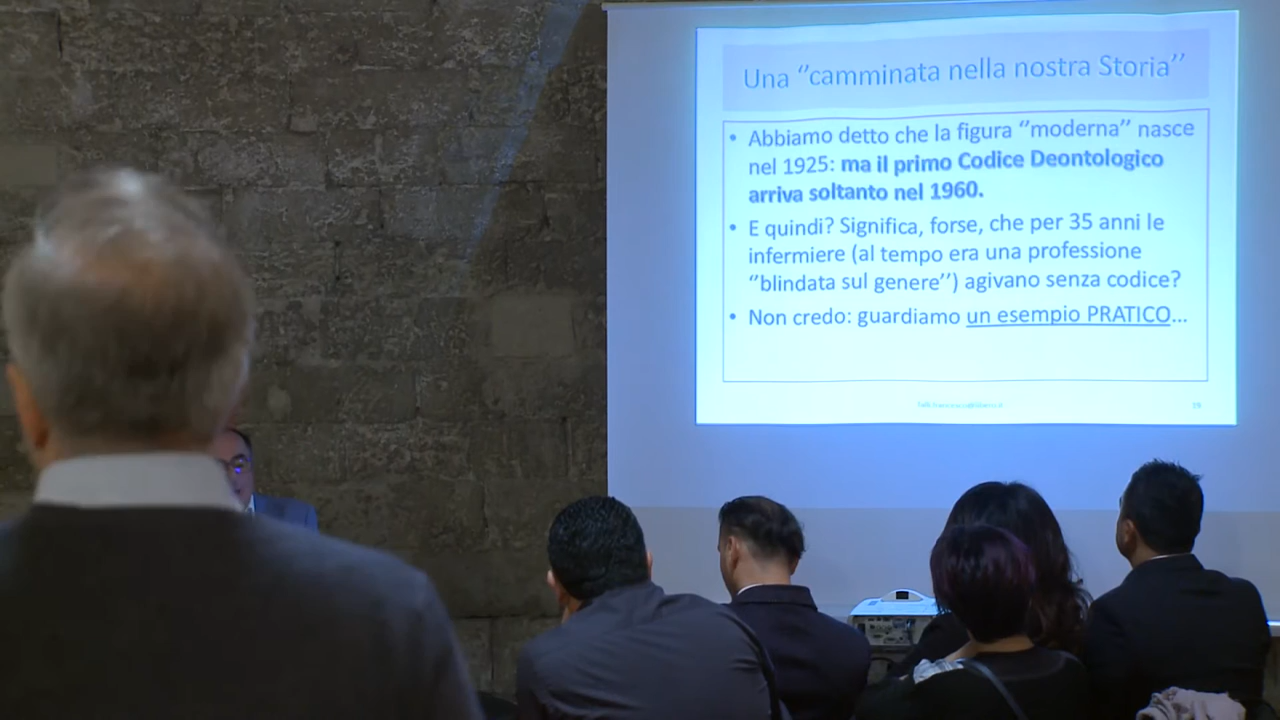 Una “camminata nella nostra Storia”
• Abbiamo detto che la figura “moderna” nasce
nel 1925: ma il primo Codice Deontologico
arriva soltanto nel 1960.
• E quindi? Significa, forse, che per 35 anni le
infermiere (al tempo era una professione
“blindata sul genere”) agivano senza codice?
• Non credo: guardiamo un esempio PRATICO...